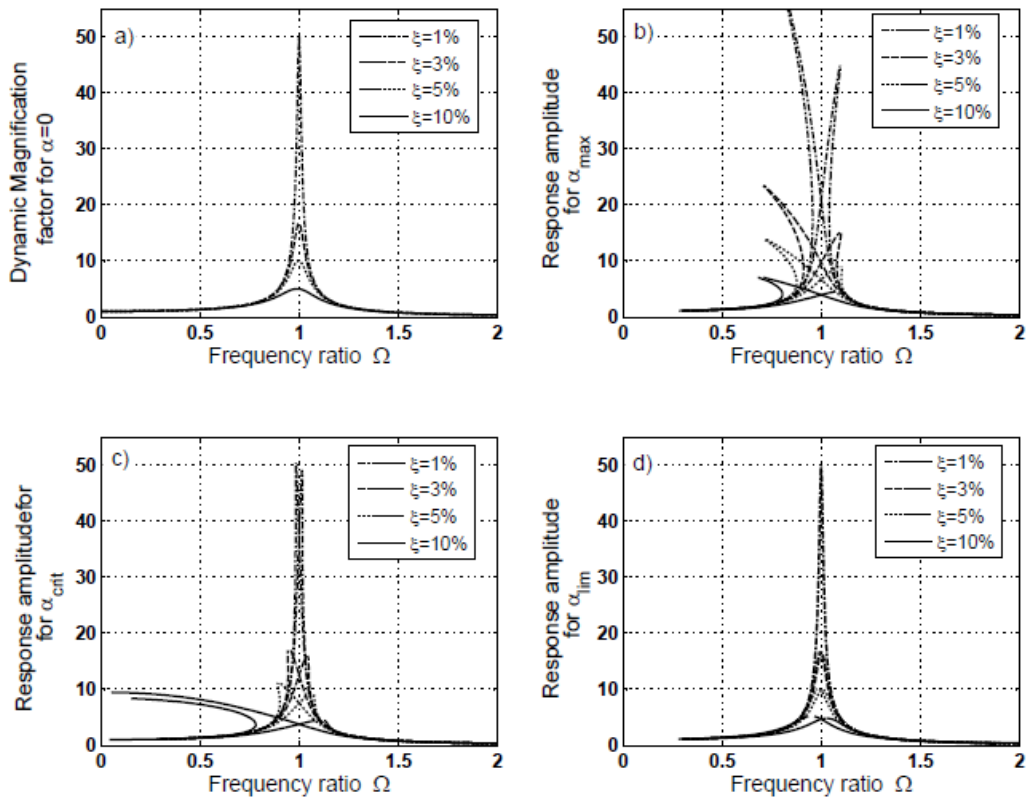 a)
ξ=1%
ξ=3%
ξ=5%
ξ=10%
Dynamic Magnification
factor for α=0
50
40
30
20
10
0
0
0.5
1
1.5
2
Frequency ratio Ω
b)
ξ=1%
ξ=3%
ξ=5%
ξ=10%
Response amplitude
for α_max
50
40
30
20
10
0
0
0.5
1
1.5
2
Frequency ratio Ω
c)
ξ=1%
ξ=3%
ξ=5%
ξ=10%
Response amplitudefor
for α_crit
50
40
30
20
10
0
0
0.5
1
1.5
2
Frequency ratio Ω
d)
ξ=1%
ξ=3%
ξ=5%
ξ=10%
Response amplitude
for α_lim
50
40
30
20
10
0
0
0.5
1
1.5
2
Frequency ratio Ω